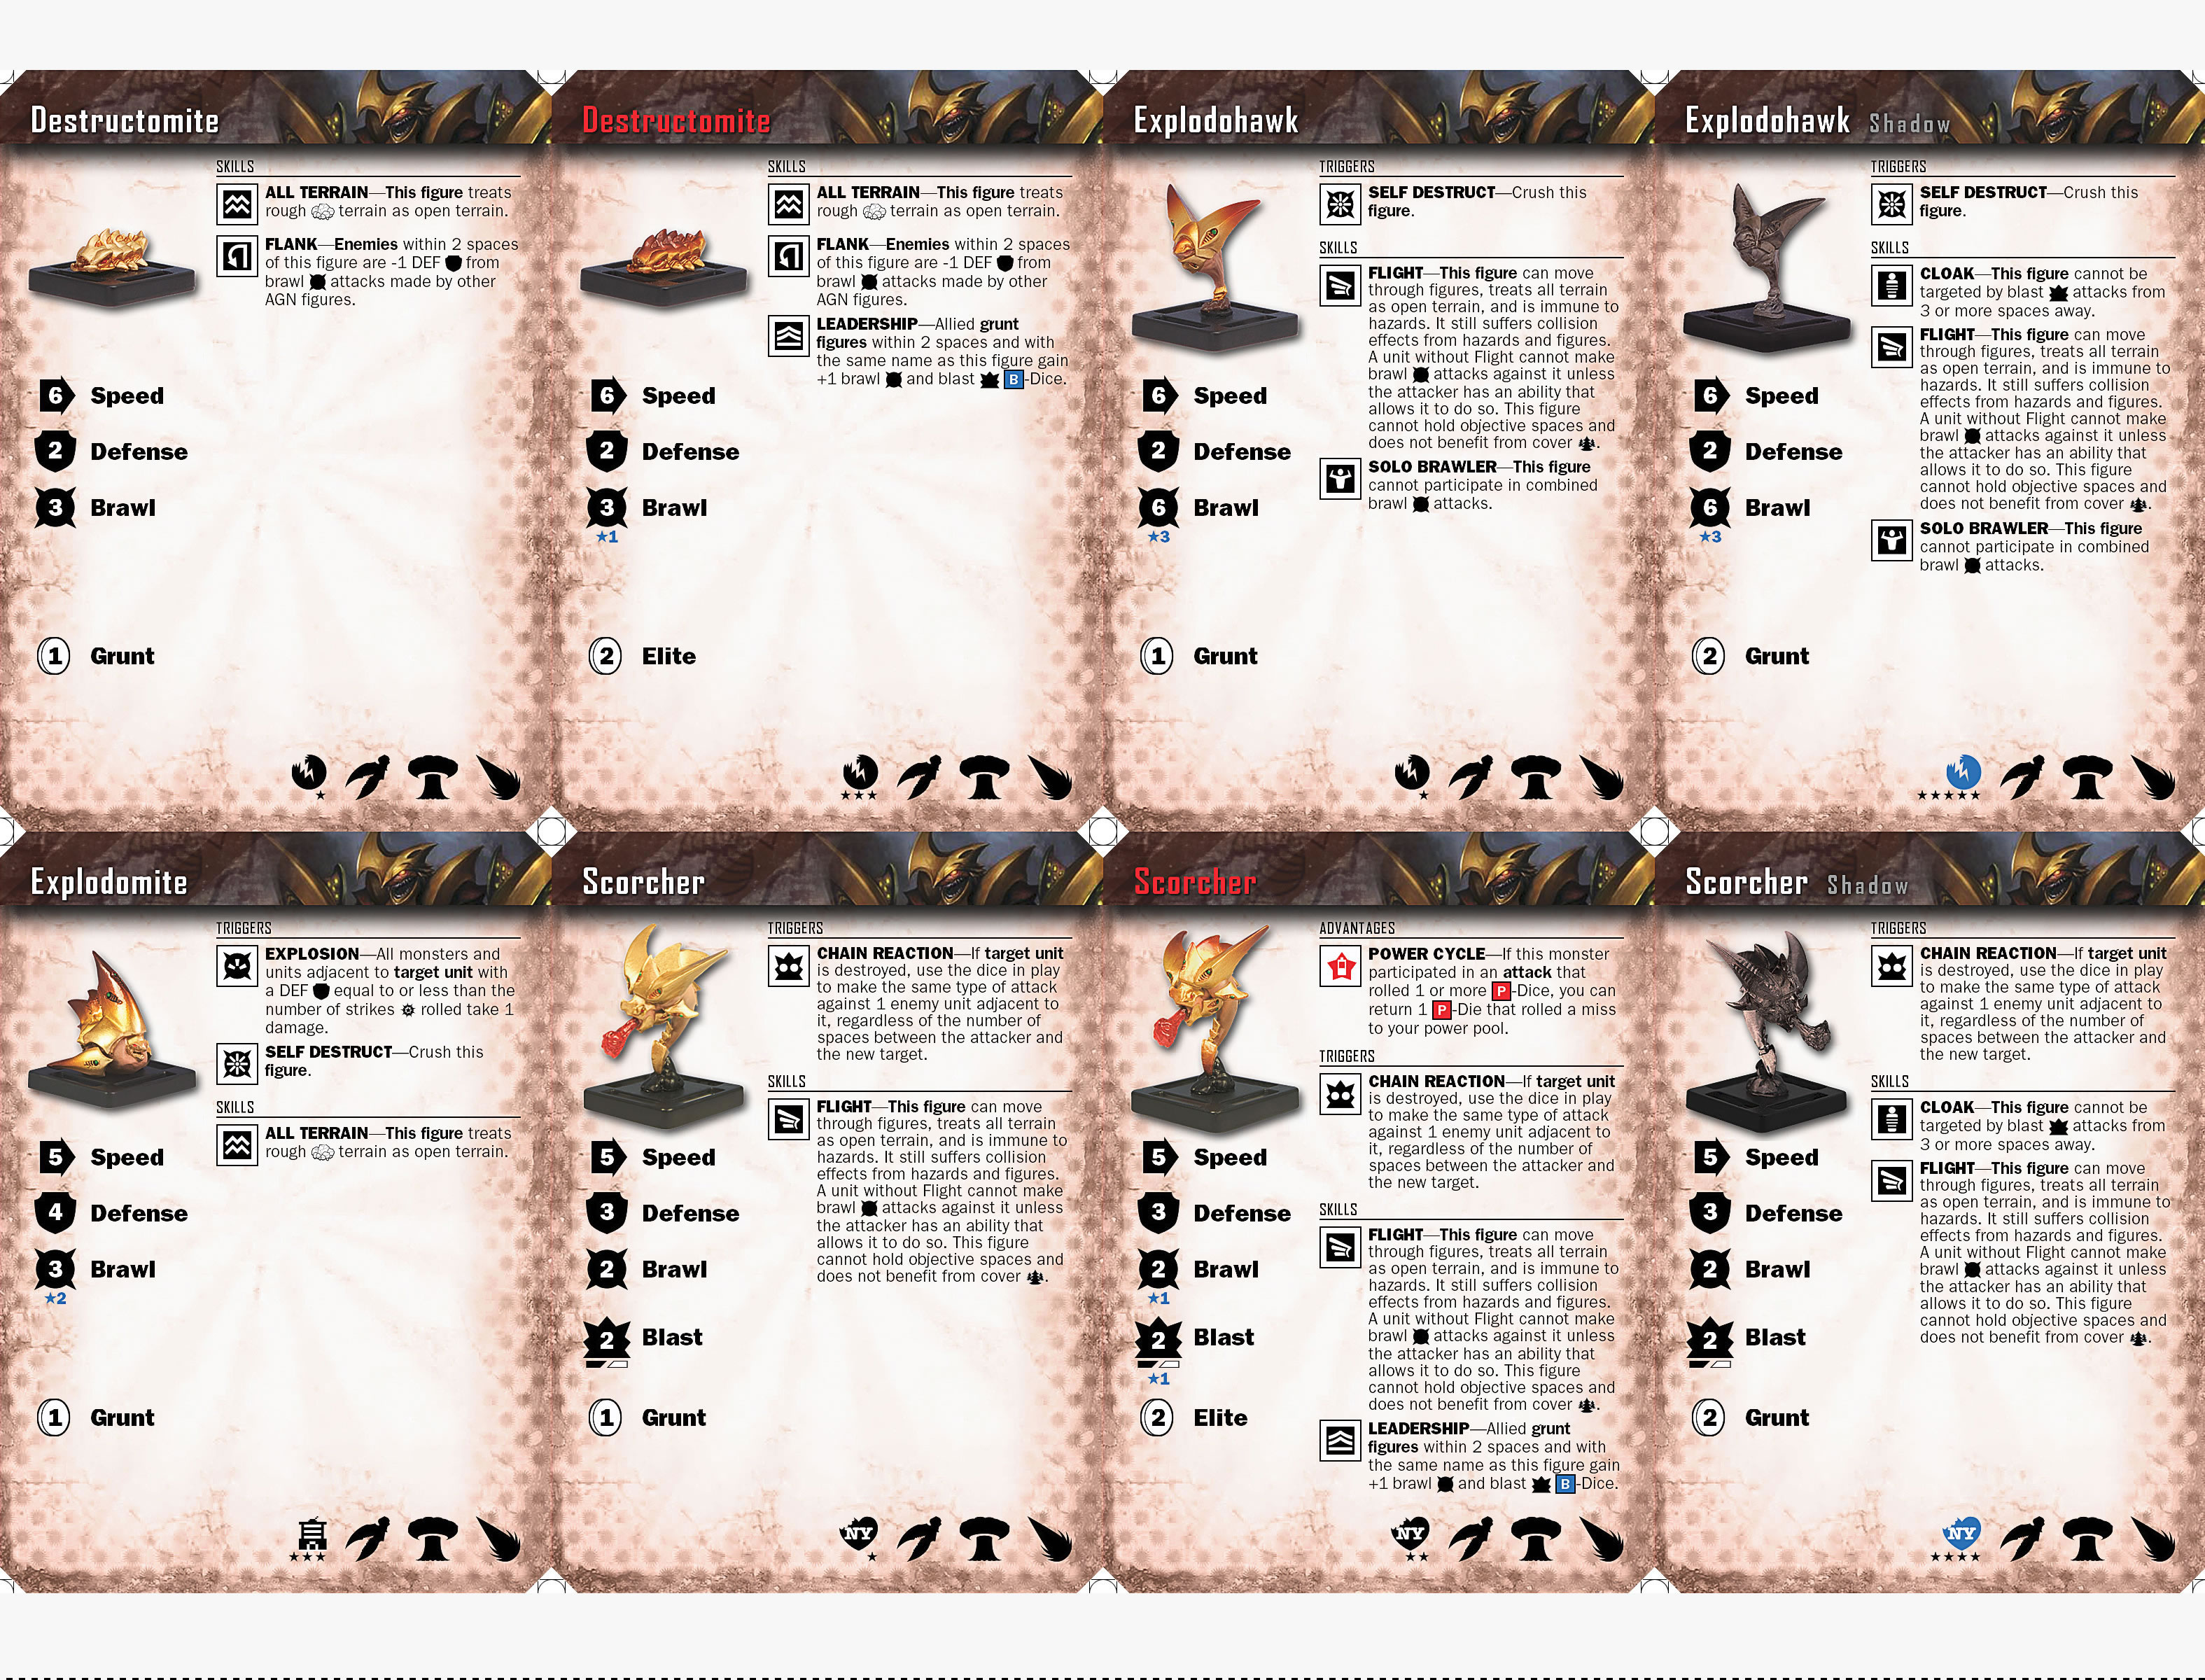 Destructomite
SKILLS
ALL TERRAIN—This figure treats
rough terrain as open terrain.
FLANK—Enemies within 2 spaces
of this figure are -1 DEF from
brawl attacks made by other
AGN figures.
6 Speed
2 Defense
3 Brawl
1 Grunt
Destructomite
SKILLS
ALL TERRAIN—This figure treats
rough terrain as open terrain.
FLANK—Enemies within 2 spaces
of this figure are -1 DEF from
brawl attacks made by other
AGN figures.
LEADERSHIP—Allied grunt
figures within 2 spaces and with
the same name as this figure gain
+1 brawl and blast B-Dice.
6 Speed
2 Defense
3 Brawl
★1
2 Elite
Explodohawk
TRIGGERS
SELF DESTRUCT—Crush this
figure.
SKILLS
FLIGHT—This figure can move
through figures, treats all terrain
as open terrain, and is immune to
hazards. It still suffers collision
effects from hazards and figures.
A unit without Flight cannot make
brawl attacks against it unless
the attacker has an ability that
allows it to do so. This figure
cannot hold objective spaces and
does not benefit from cover .
SOLO BRAWLER—This figure
cannot participate in combined
brawl attacks.
6 Speed
2 Defense
6 Brawl
★3
1 Grunt
Explodohawk Shadow
TRIGGERS
SELF DESTRUCT—Crush this
figure.
SKILLS
CLOAK—This figure cannot be
targeted by blast attacks from
3 or more spaces away.
FLIGHT—This figure can move
through figures, treats all terrain
as open terrain, and is immune to
hazards. It still suffers collision
effects from hazards and figures.
A unit without Flight cannot make
brawl attacks against it unless
the attacker has an ability that
allows it to do so. This figure
cannot hold objective spaces and
does not benefit from cover .
SOLO BRAWLER—This figure
cannot participate in combined
brawl attacks.
6 Speed
2 Defense
6 Brawl
★3
2 Grunt
Explodomite
TRIGGERS
EXPLOSION—All monsters and
units adjacent to target unit with
a DEF equal to or less than the
number of strikes rolled take 1
damage.
SELF DESTRUCT—Crush this
figure.
SKILLS
ALL TERRAIN—This figure treats
rough terrain as open terrain.
5 Speed
4 Defense
3 Brawl
★2
1 Grunt
Scorcher
TRIGGERS
CHAIN REACTION—If target unit
is destroyed, use the dice in play
to make the same type of attack
against 1 enemy unit adjacent to
it, regardless of the number of
spaces between the attacker and
the new target.
SKILLS
FLIGHT—This figure can move
through figures, treats all terrain
as open terrain, and is immune to
hazards. It still suffers collision
effects from hazards and figures.
A unit without Flight cannot make
brawl attacks against it unless
the attacker has an ability that
allows it to do so. This figure
cannot hold objective spaces and
does not benefit from cover .
5 Speed
3 Defense
2 Brawl
2 Blast
1 Grunt
NY
Scorcher
ADVANTAGES
POWER CYCLE—If this monster
participated in an attack that
rolled 1 or more P-Dice, you can
return 1 P-Die that rolled a miss
to your power pool.
TRIGGERS
CHAIN REACTION—If target unit
is destroyed, use the dice in play
to make the same type of attack
against 1 enemy unit adjacent to
it, regardless of the number of
spaces between the attacker and
the new target.
SKILLS
FLIGHT—This figure can move
through figures, treats all terrain
as open terrain, and is immune to
hazards. It still suffers collision
effects from hazards and figures.
A unit without Flight cannot make
brawl attacks against it unless
the attacker has an ability that
allows it to do so. This figure
cannot hold objective spaces and
does not benefit from cover .
LEADERSHIP—Allied grunt
figures within 2 spaces and with
the same name as this figure gain
+1 brawl and blast B-Dice.
5 Speed
3 Defense
2 Brawl
★1
2 Blast
★1
2 Elite
NY
Scorcher Shadow
TRIGGERS
CHAIN REACTION—If target unit
is destroyed, use the dice in play
to make the same type of attack
against 1 enemy unit adjacent to
it, regardless of the number of
spaces between the attacker and
the new target.
SKILLS
CLOAK—This figure cannot be
targeted by blast attacks from
3 or more spaces away.
FLIGHT—This figure can move
through figures, treats all terrain
as open terrain, and is immune to
hazards. It still suffers collision
effects from hazards and figures.
A unit without Flight cannot make
brawl attacks against it unless
the attacker has an ability that
allows it to do so. This figure
cannot hold objective spaces and
does not benefit from cover .
5 Speed
3 Defense
2 Brawl
2 Blast
2 Grunt
NY